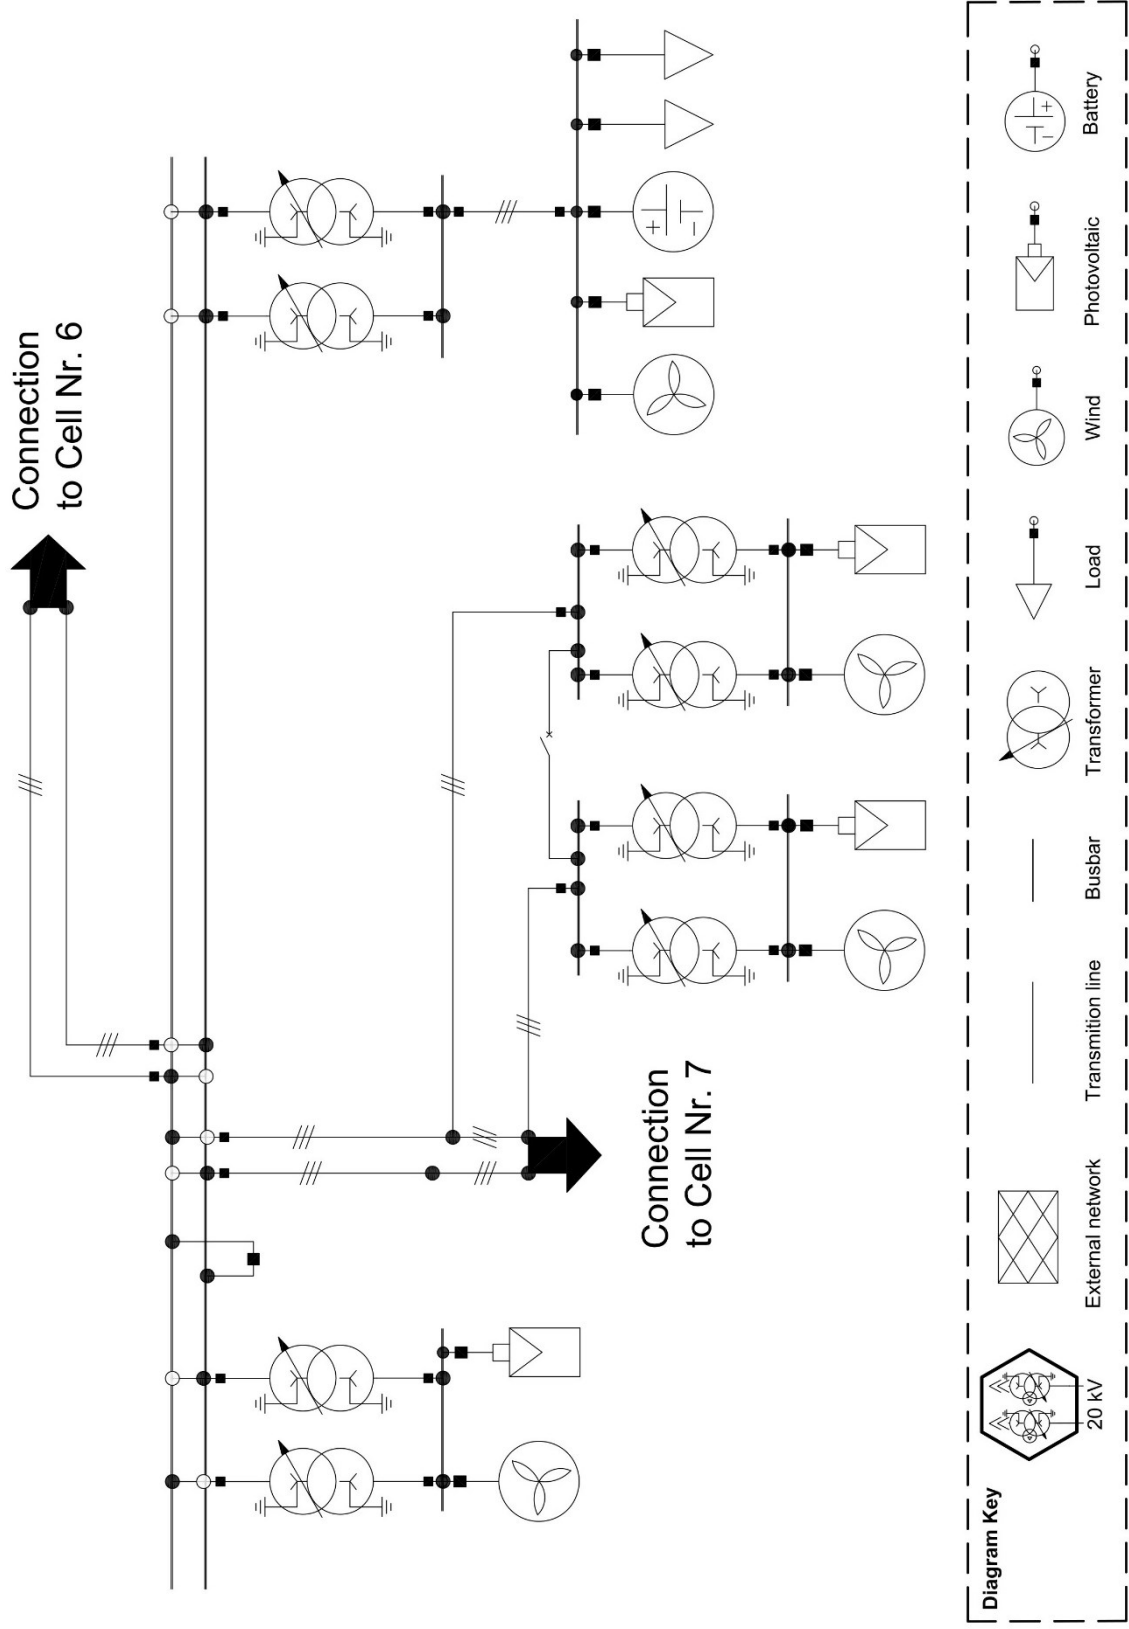 Connection
to Cell Nr. 6
Connection
to Cell Nr. 7
Diagram Key
20 kV
External network
Transmition line
Busbar
Transformer
Load
Wind
Photovoltaic
Battery